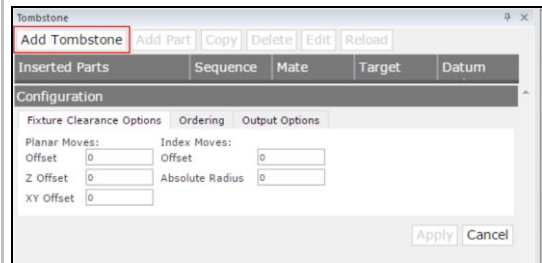 Tombstone
Add Tombstone Add Part Copy Delete Edit Reload
Inserted Parts Sequence Mate Target Datum
Configuration
Fixture Clearance Options Ordering Output Options
Planar Moves: Index Moves:
Offset 0 Offset 0
Z Offset 0 Absolute Radius 0
XY Offset 0
Apply Cancel